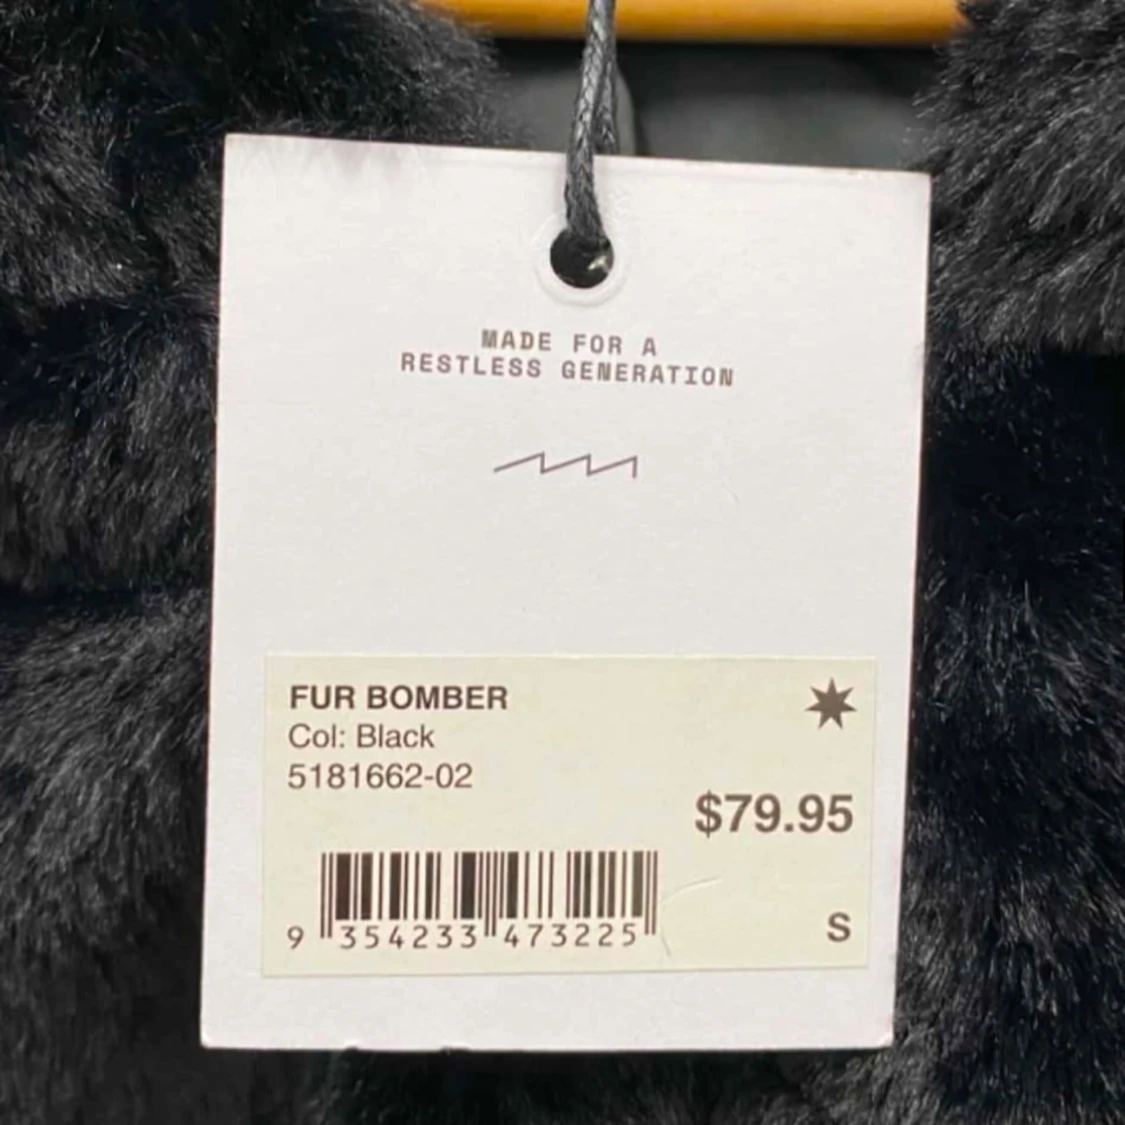 MADE FOR A
RESTLESS GENERATION
FUR BOMBER
Col: Black
5181662-02
$79.95
9 354233 473225
S